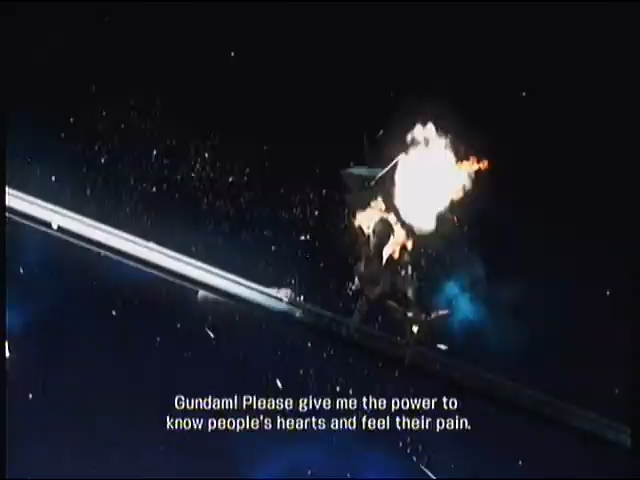 Gundam! Please give me the power to
know people's hearts and feel their pain.